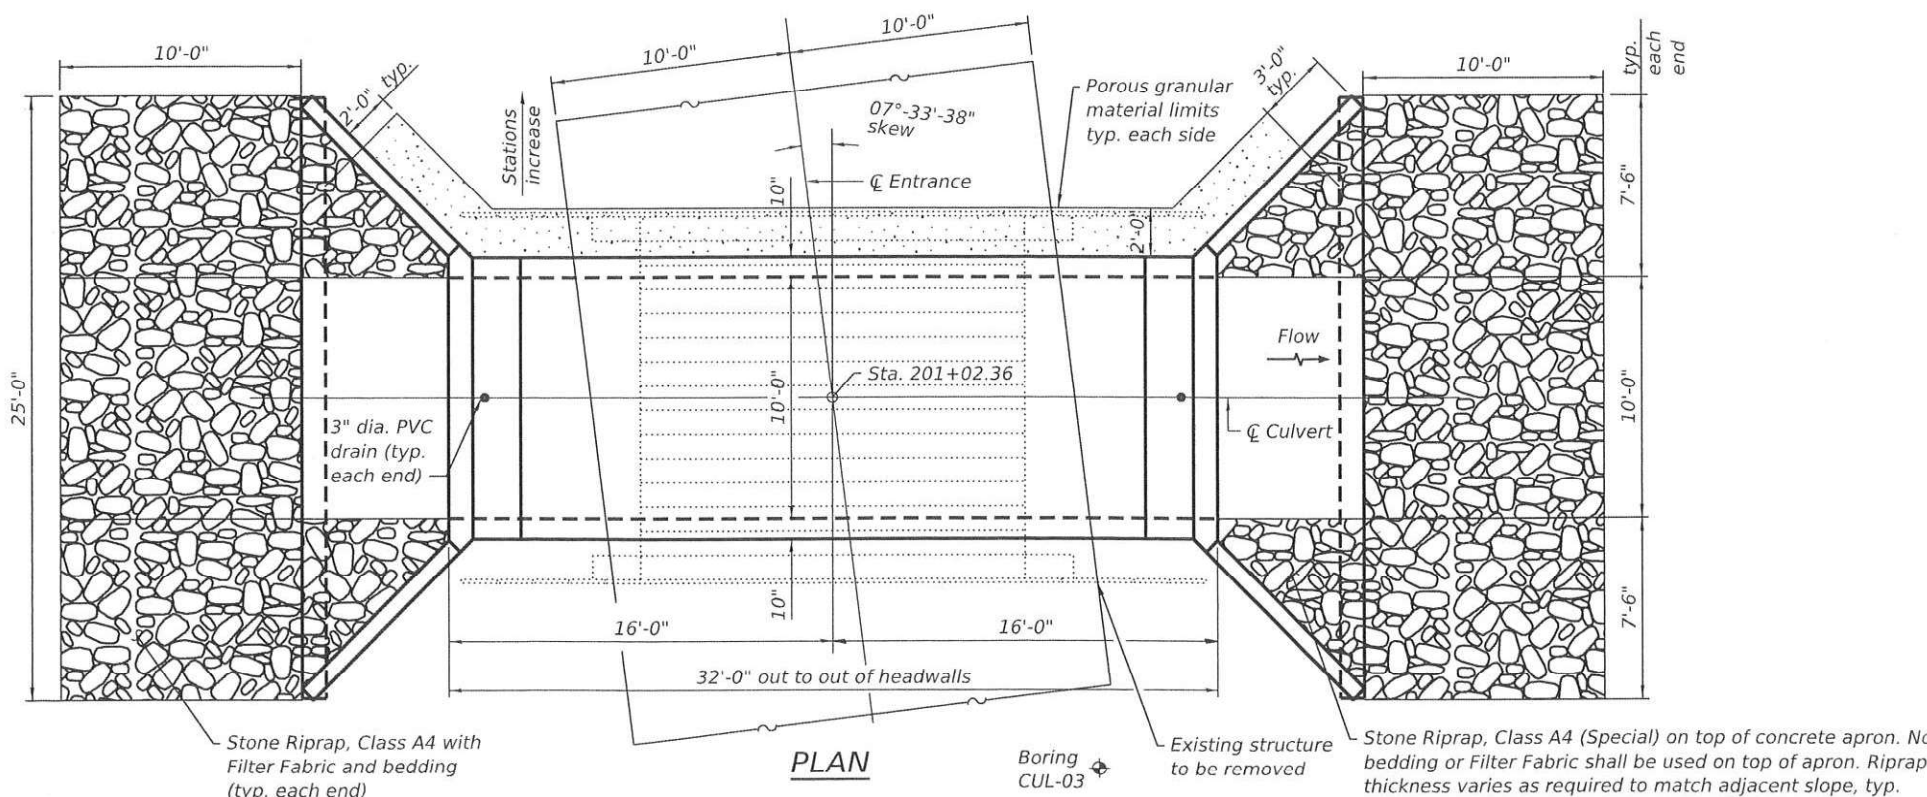 10'-0"
10'-0"
10'-0"
10'-0"
typ.
each
end
2'-0"
typ.
Stations
increase
07°-33'-38"
skew
Porous granular
material limits
typ. each side
3'-0"
typ.
℄ Entrance
10"
2'-0"
7'-6"
25'-0"
Sta. 201+02.36
Flow
3" dia. PVC
drain (typ.
each end)
10'-0"
℄ Culvert
10'-0"
10"
16'-0"
16'-0"
7'-6"
32'-0" out to out of headwalls
Stone Riprap, Class A4 with
Filter Fabric and bedding
(typ. each end)
PLAN
Boring
CUL-03
Existing structure
to be removed
Stone Riprap, Class A4 (Special) on top of concrete apron. No
bedding or Filter Fabric shall be used on top of apron. Riprap
thickness varies as required to match adjacent slope, typ.